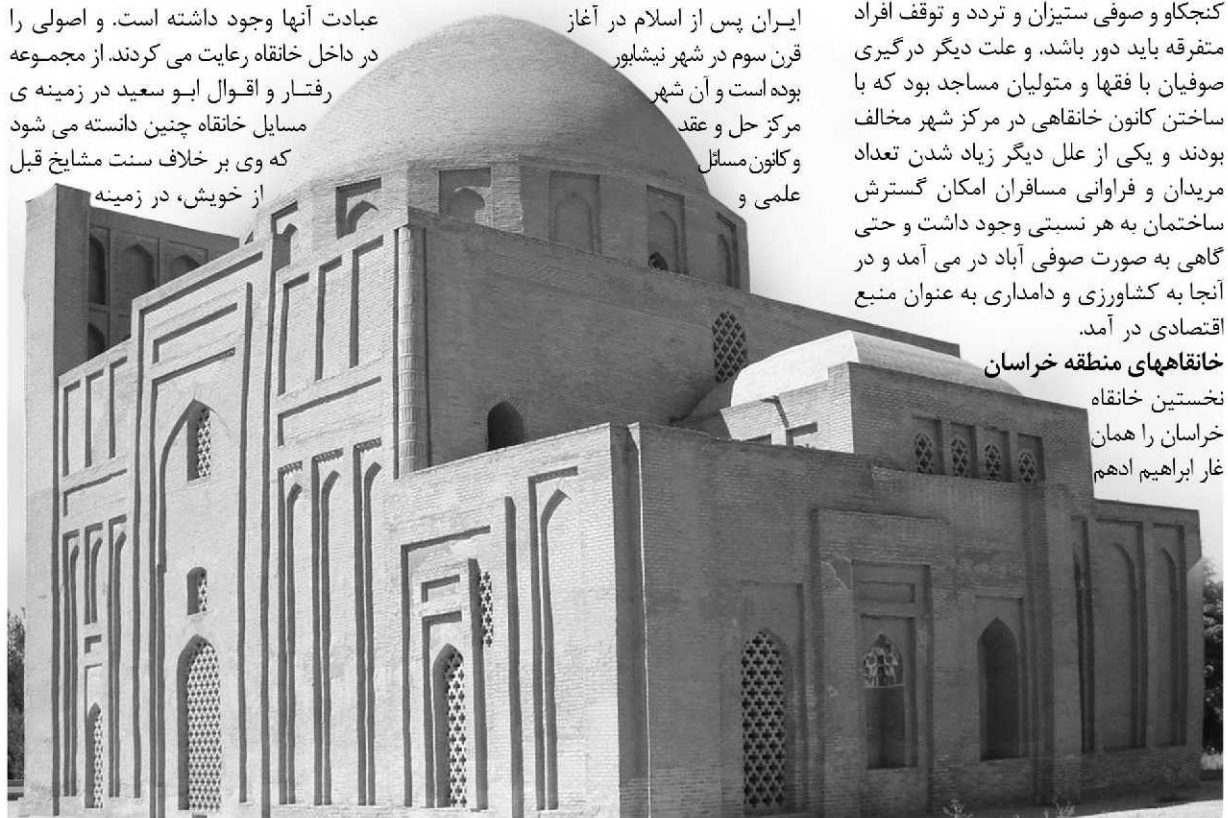 کنجکاو و صوفی ستیزان و تردد و توقف افراد
متفرقه باید دور باشد. و علت دیگر درگیری
صوفیان با فقها و متولیان مساجد بود که با
ساختن کانون خانقاهی در مرکز شهر مخالف
بودند و یکی از علل دیگر زیاد شدن تعداد
مریدان و فراوانی مسافران امکان گسترش
ساختمان به هر نسبتی وجود داشت و حتی
گاهی به صورت صوفی آباد در می آمد و در
آنجا به کشاورزی و دامداری به عنوان منبع
اقتصادی در آمد.
خانقاههای منطقه خراسان
نخستین خانقاه
خراسان را همان
غار ابراهیم ادهم
ایـران پس از اسلام در آغاز
قرن سوم در شهر نیشابور
بوده است و آن شهر
مرکز حل و عقد
و کانون مسائل
علمی و
عبادت آنها وجود داشته است. و اصولی را
در داخل خانقاه رعایت می کردند. از مجمـوعه
رفتـار و اقـوال ابـو سعید در زمینه ی
مسایل خانقاه چنین دانسته می شود
که وی بر خلاف سنت مشایخ قبل
از خویش، در زمینه